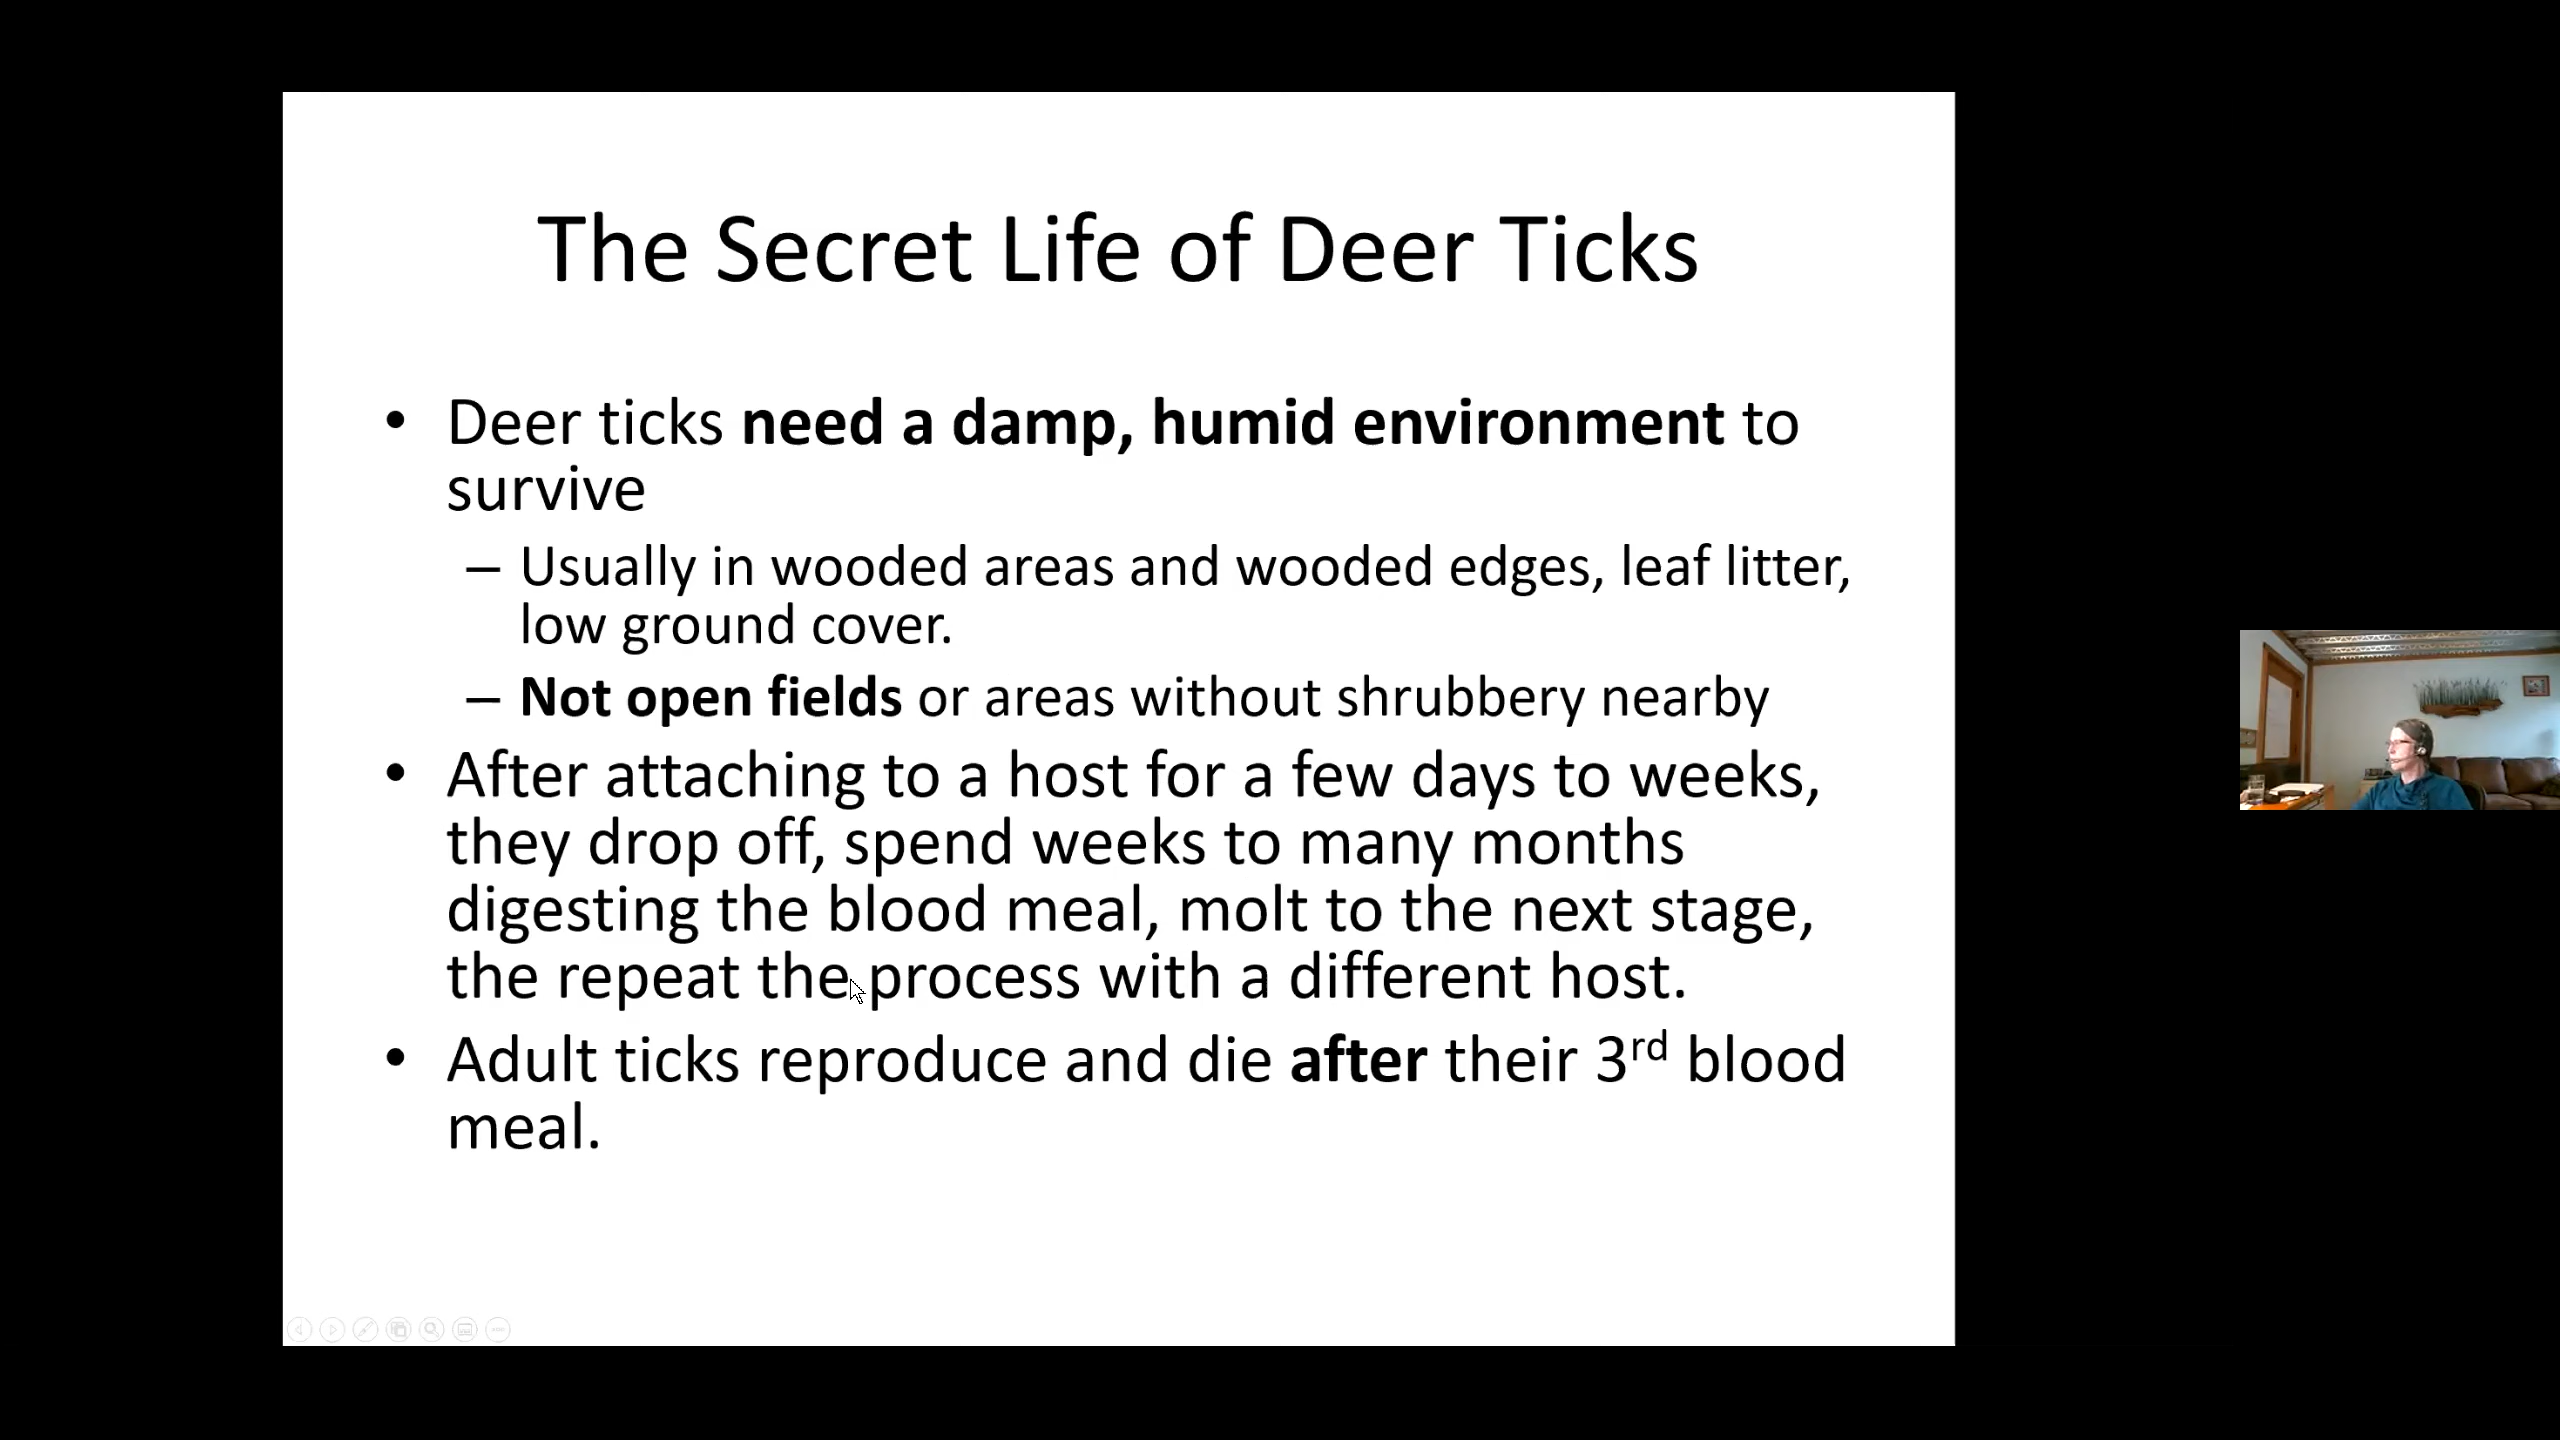 The Secret Life of Deer Ticks
• Deer ticks need a damp, humid environment to
survive
– Usually in wooded areas and wooded edges, leaf litter,
low ground cover.
– Not open fields or areas without shrubbery nearby
• After attaching to a host for a few days to weeks,
they drop off, spend weeks to many months
digesting the blood meal, molt to the next stage,
the repeat the process with a different host.
• Adult ticks reproduce and die after their 3rd blood
meal.